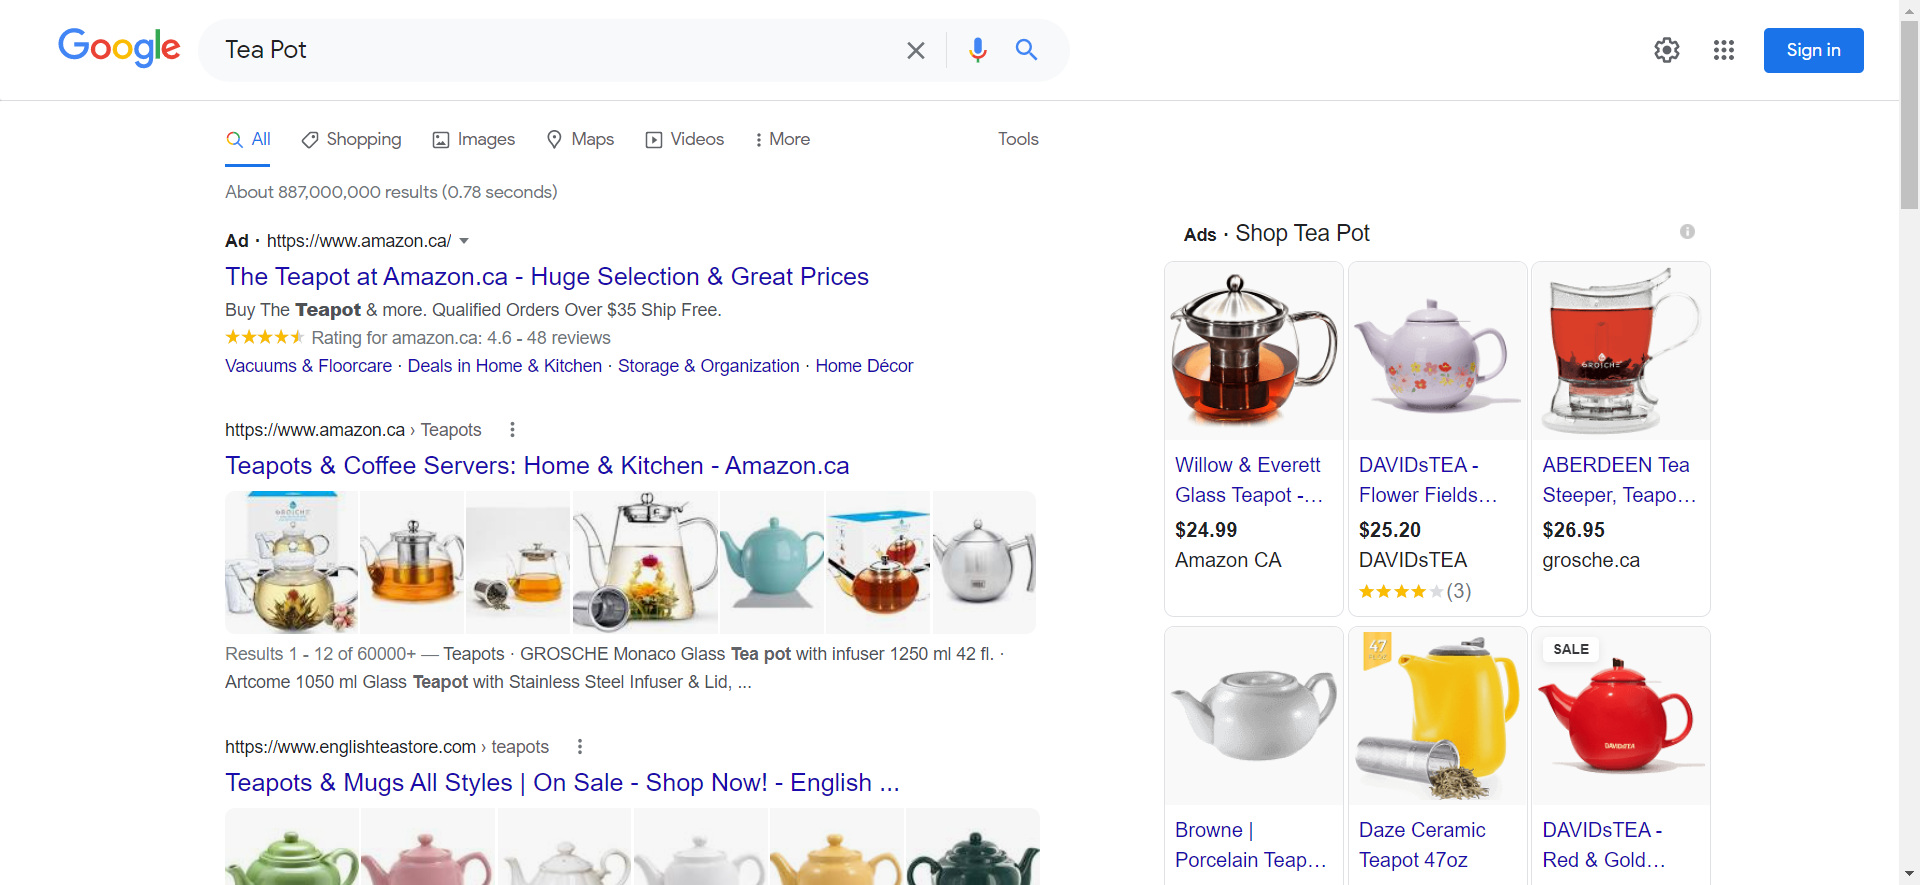 Google
Tea Pot
Sign in
All
Shopping
Images
Maps
Videos
More
Tools
About 887,000,000 results (0.78 seconds)
Ad · https://www.amazon.ca/
The Teapot at Amazon.ca - Huge Selection & Great Prices
Buy The Teapot & more. Qualified Orders Over $35 Ship Free.
Rating for amazon.ca: 4.6 - 48 reviews
Vacuums & Floorcare · Deals in Home & Kitchen · Storage & Organization · Home Décor
https://www.amazon.ca › Teapots
Teapots & Coffee Servers: Home & Kitchen - Amazon.ca
GROSCHE
Results 1 - 12 of 60000+ — Teapots · GROSCHE Monaco Glass Tea pot with infuser 1250 ml 42 fl. ·
Artcome 1050 ml Glass Teapot with Stainless Steel Infuser & Lid, ...
https://www.englishteastore.com › teapots
Teapots & Mugs All Styles | On Sale - Shop Now! - English ...
Ads · Shop Tea Pot
GROSCHE
Willow & Everett
Glass Teapot -...
$24.99
Amazon CA
DAVIDsTEA -
Flower Fields...
$25.20
DAVIDsTEA
(3)
ABERDEEN Tea
Steeper, Teapo...
$26.95
grosche.ca
47
SALE
DAVIDsTEA
Browne |
Porcelain Teap...
Daze Ceramic
Teapot 47oz
DAVIDsTEA -
Red & Gold...